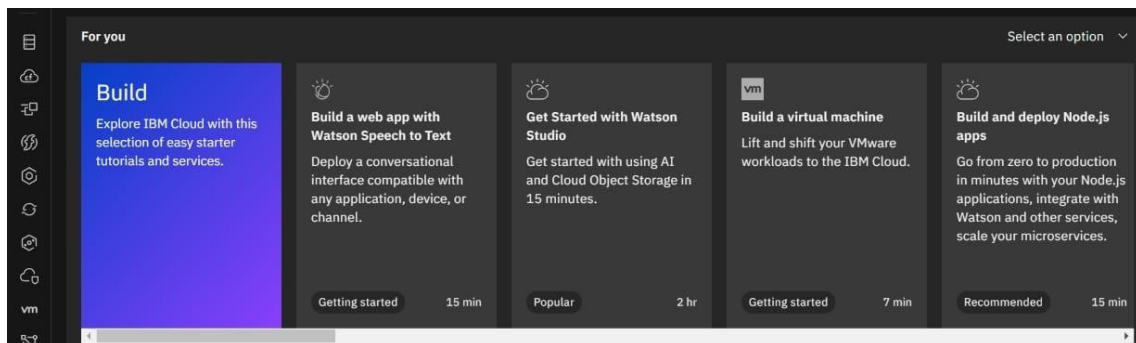 For you
Select an option
Build
Explore IBM Cloud with this
selection of easy starter
tutorials and services.
Build a web app with
Watson Speech to Text
Deploy a conversational
interface compatible with
any application, device, or
channel.
Getting started
15 min
Get Started with Watson
Studio
Get started with using AI
and Cloud Object Storage in
15 minutes.
Popular
2 hr
vm
Build a virtual machine
Lift and shift your VMware
workloads to the IBM Cloud.
Getting started
7 min
Build and deploy Node.js
apps
Go from zero to production
in minutes with your Node.js
applications, integrate with
Watson and other services,
scale your microservices.
Recommended
15 min
cf
vm